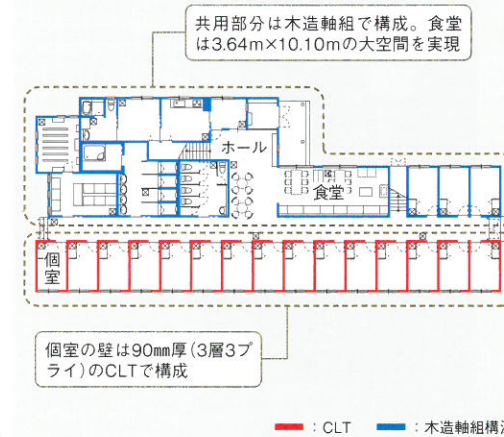 共用部分は木造軸組で構成。食堂
は3.64m×10.10mの大空間を実現
ホール
食堂
個室
個室の壁は90㎜厚(3層3プ
ライ)のCLTで構成
：CLT ：木造軸組構法